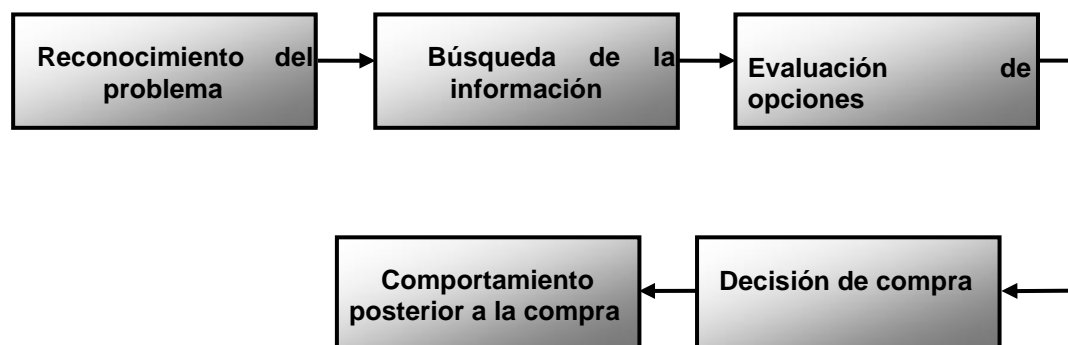 Reconocimiento del
problema
Búsqueda de la
información
Evaluación de
opciones
Decisión de compra
Comportamiento
posterior a la compra